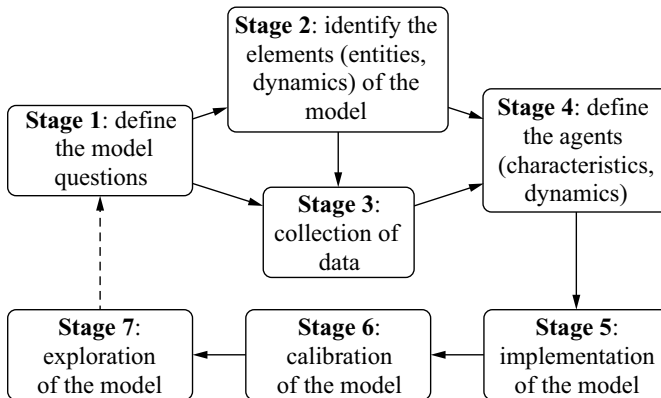 Stage 1: define
the model
questions
Stage 2: identify the
elements (entities,
dynamics) of the
model
Stage 3:
collection of
data
Stage 4: define
the agents
(characteristics,
dynamics)
Stage 5:
implementation
of the model
Stage 6:
calibration
of the model
Stage 7:
exploration
of the model